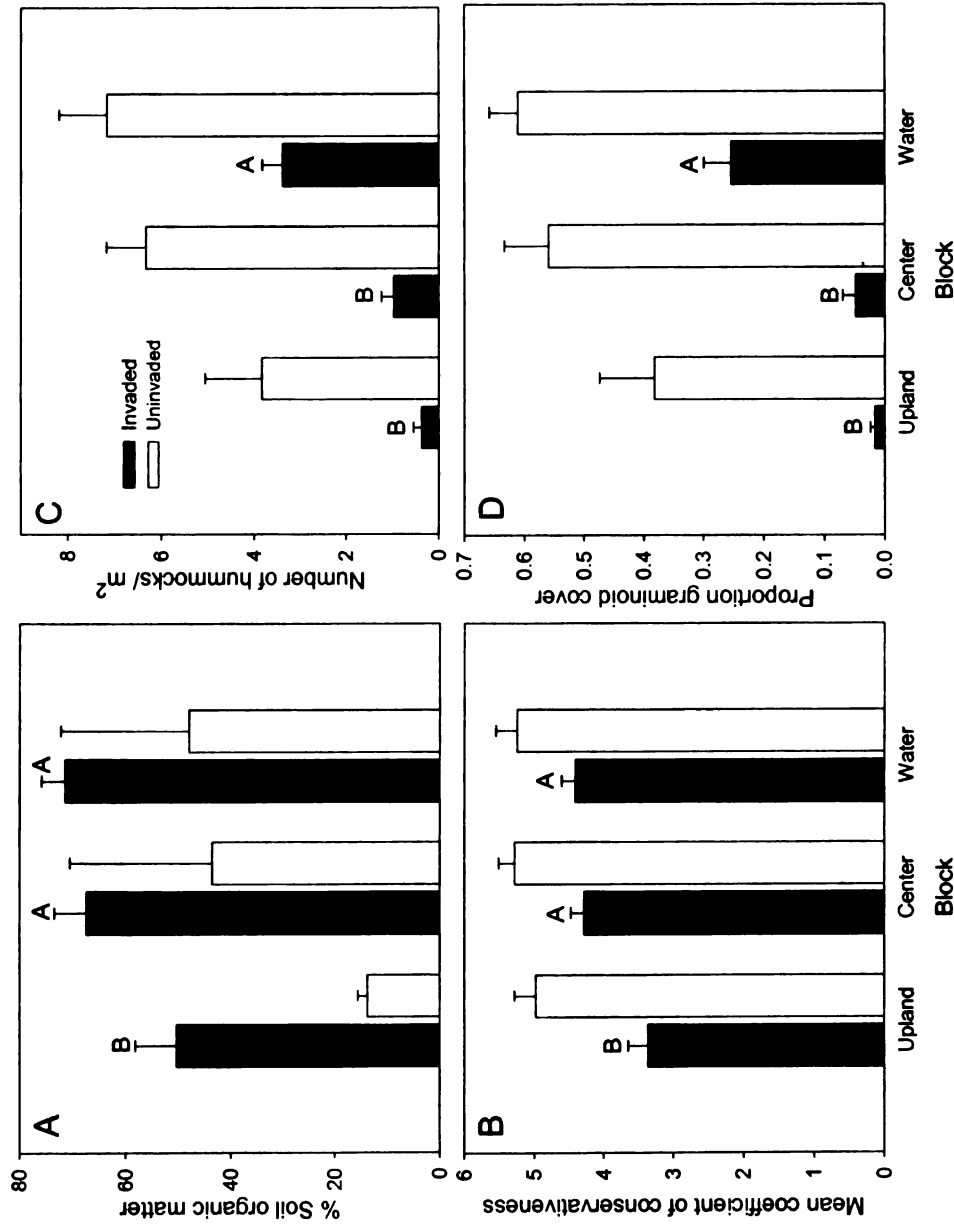 A
% Soil organic matter
80
60
40
20
0
B
A
A
B
Mean coefficient of conservativeness
6
5
4
3
2
1
0
B
A
A
Upland
Center
Water
Block
C
Invaded
Uninvaded
Number of hummocks/ m²
8
6
4
2
0
B
B
A
D
Proportion graminoid cover
0.7
0.6
0.5
0.4
0.3
0.2
0.1
0.0
B
B
A
Upland
Center
Water
Block